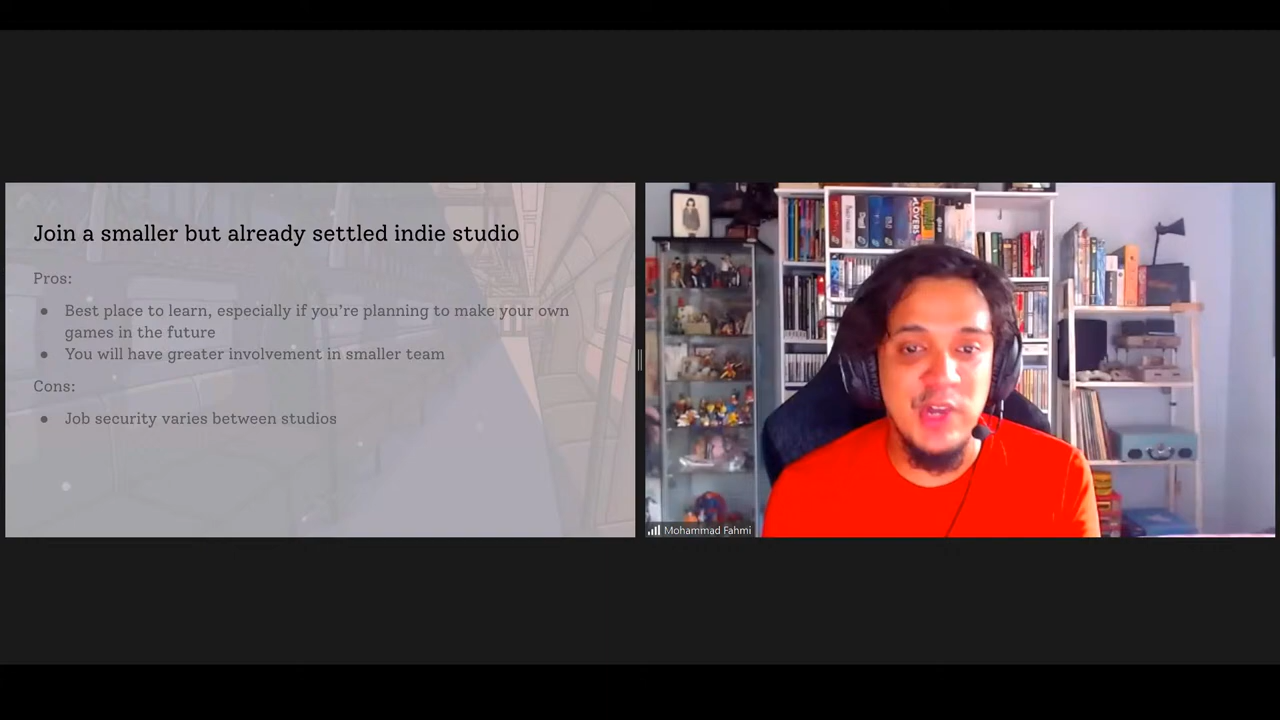 Join a smaller but already settled indie studio
Pros:
● Best place to learn, especially if you’re planning to make your own
games in the future
● You will have greater involvement in smaller team
Cons:
● Job security varies between studios
Mohammad Fahmi